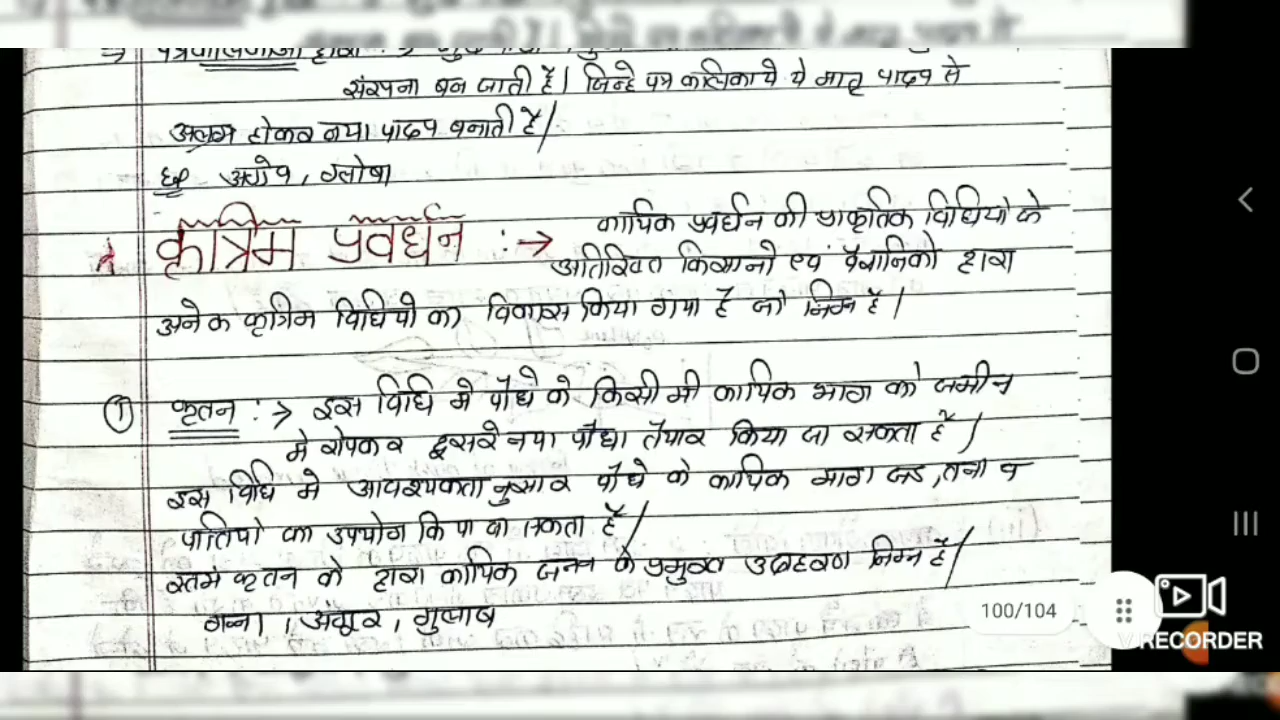 संरचना बन जाती हैं। जिन्हे पत्र कलिकाये ये मातृ पादप से
अलग होकर नया पादप बनाती है।
अगेव,
कृत्रिम प्रवर्धन :→ कायिक प्रवर्धन की प्राकृतिक विधियो के
अतिरिक्त किसानो एवं वैज्ञानिको द्वारा
अनेक कृत्रिम विधियो का विकास किया गया है जो निम्न है।
① कृतन :→ इस विधि मे पौधे के किसी भी कायिक भाग को जमीन
मे रोपकर दूसरे नया पौधा तैयार किया जा सकता है।
इस विधि मे आवश्यकतानुसार पौधे के कायिक भाग जड,तना व
पातियो का उपयोग किया जा सकता है।
स्तम कृतन के द्वारा कायिक जनन के प्रमुख उदाहरण निम्न है।
गन्ना, अंगूर, गुलाब
100/104
V RECORDER